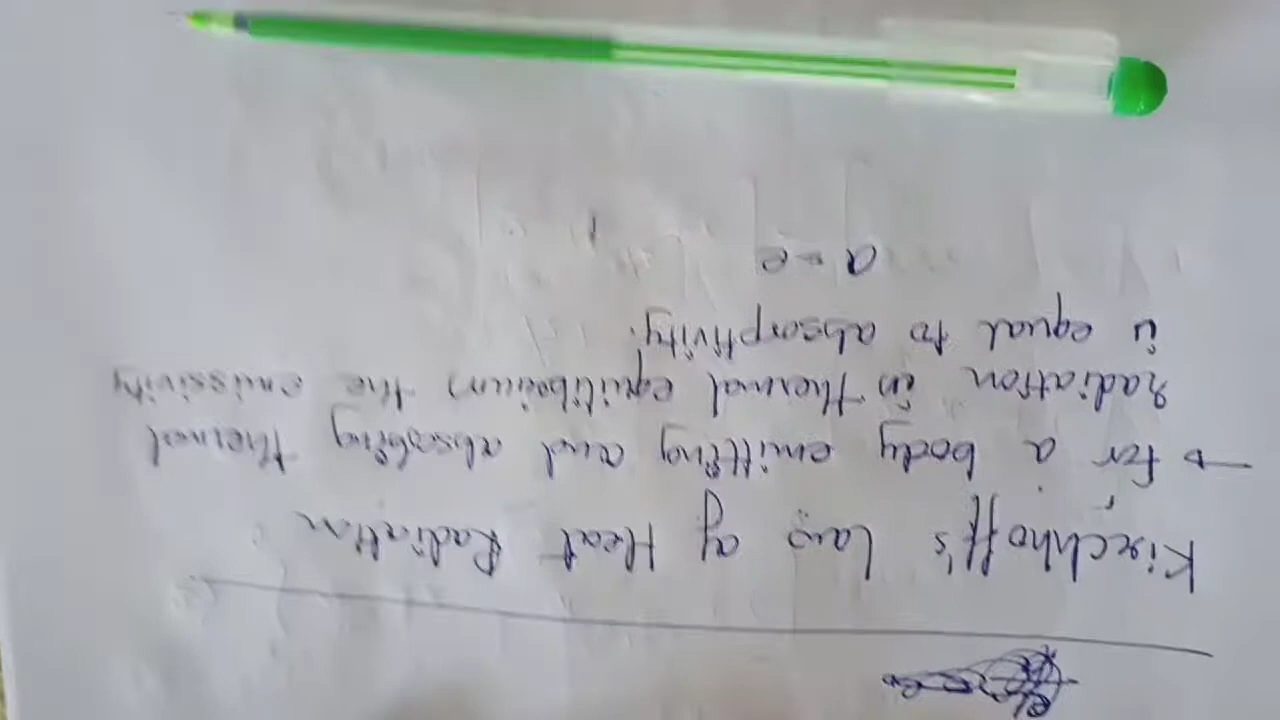 Kirchhoff's Law of Heat Radiation
→ for a body emitting and absorbing thermal
radiation in thermal equilibrium the emissivity
is equal to absorptivity.
a = e